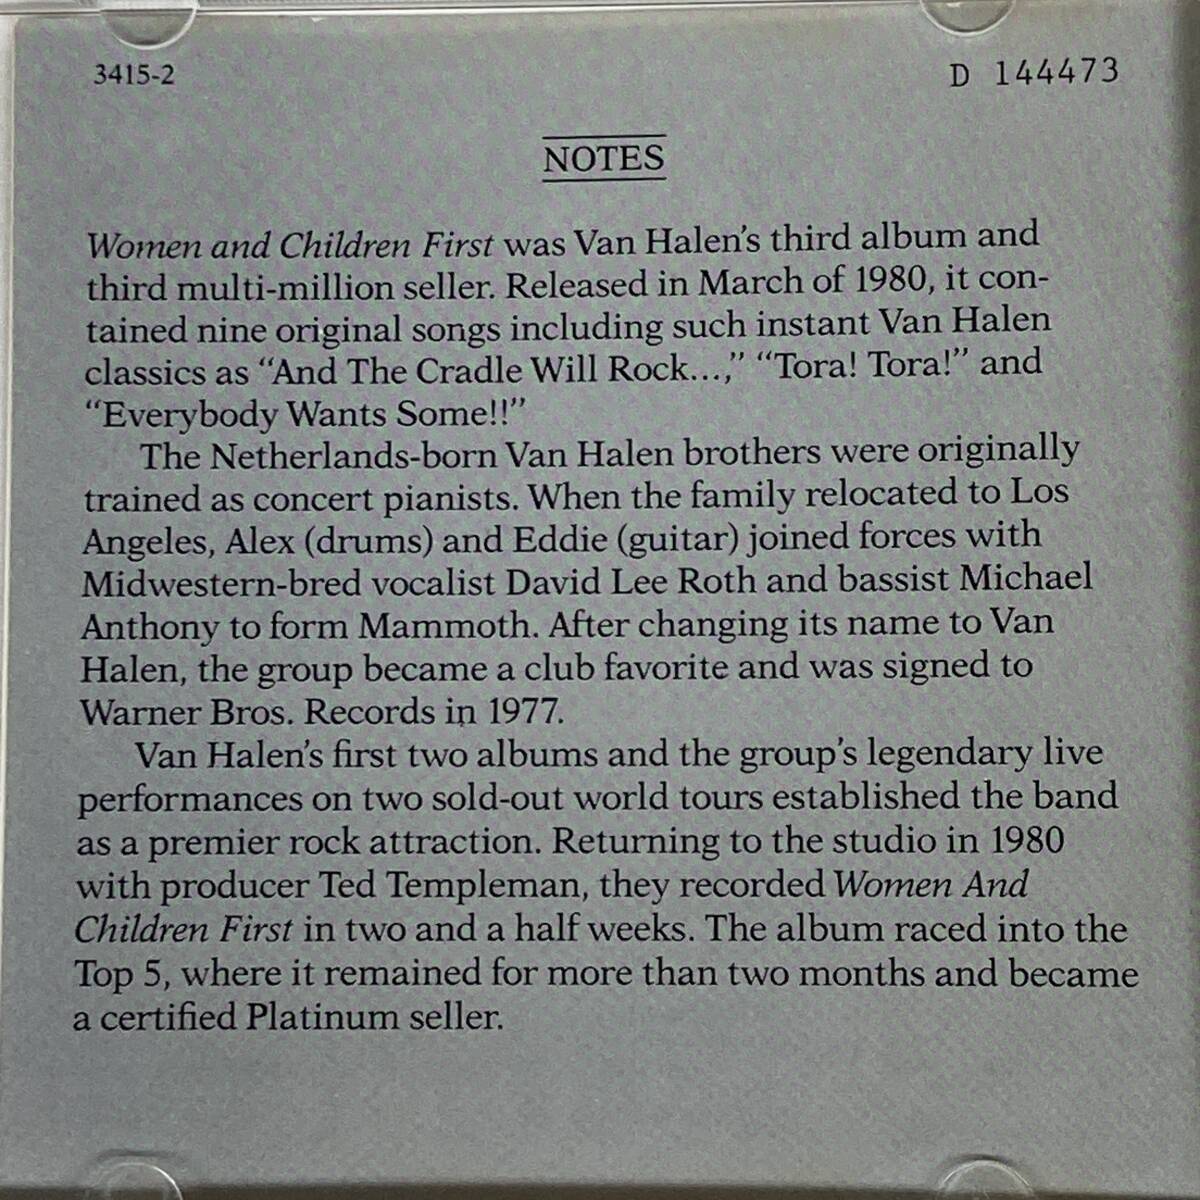 3415-2
D 144473
NOTES
Women and Children First was Van Halen's third album and
third multi-million seller. Released in March of 1980, it con-
tained nine original songs including such instant Van Halen
classics as “And The Cradle Will Rock...,” “Tora! Tora!” and
“Everybody Wants Some!!”
The Netherlands-born Van Halen brothers were originally
trained as concert pianists. When the family relocated to Los
Angeles, Alex (drums) and Eddie (guitar) joined forces with
Midwestern-bred vocalist David Lee Roth and bassist Michael
Anthony to form Mammoth. After changing its name to Van
Halen, the group became a club favorite and was signed to
Warner Bros. Records in 1977.
Van Halen's first two albums and the group's legendary live
performances on two sold-out world tours established the band
as a premier rock attraction. Returning to the studio in 1980
with producer Ted Templeman, they recorded Women And
Children First in two and a half weeks. The album raced into the
Top 5, where it remained for more than two months and became
a certified Platinum seller.